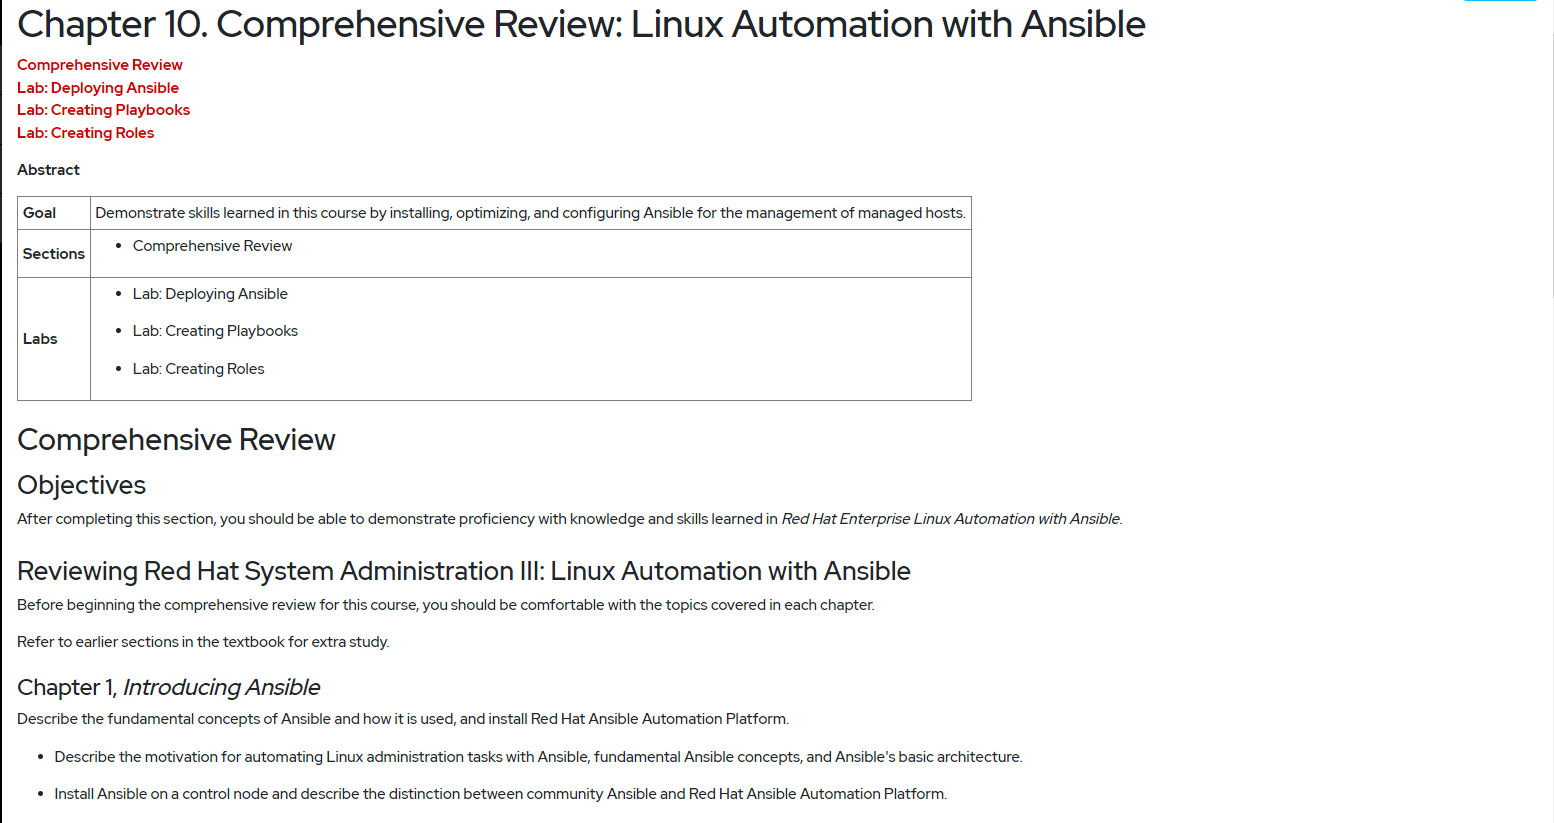 Chapter 10. Comprehensive Review: Linux Automation with Ansible
Comprehensive Review
Lab: Deploying Ansible
Lab: Creating Playbooks
Lab: Creating Roles
Abstract
Goal Demonstrate skills learned in this course by installing, optimizing, and configuring Ansible for the management of managed hosts.
Sections • Comprehensive Review
Labs
• Lab: Deploying Ansible
• Lab: Creating Playbooks
• Lab: Creating Roles
Comprehensive Review
Objectives
After completing this section, you should be able to demonstrate proficiency with knowledge and skills learned in Red Hat Enterprise Linux Automation with Ansible.
Reviewing Red Hat System Administration III: Linux Automation with Ansible
Before beginning the comprehensive review for this course, you should be comfortable with the topics covered in each chapter.
Refer to earlier sections in the textbook for extra study.
Chapter 1, Introducing Ansible
Describe the fundamental concepts of Ansible and how it is used, and install Red Hat Ansible Automation Platform.
• Describe the motivation for automating Linux administration tasks with Ansible, fundamental Ansible concepts, and Ansible's basic architecture.
• Install Ansible on a control node and describe the distinction between community Ansible and Red Hat Ansible Automation Platform.